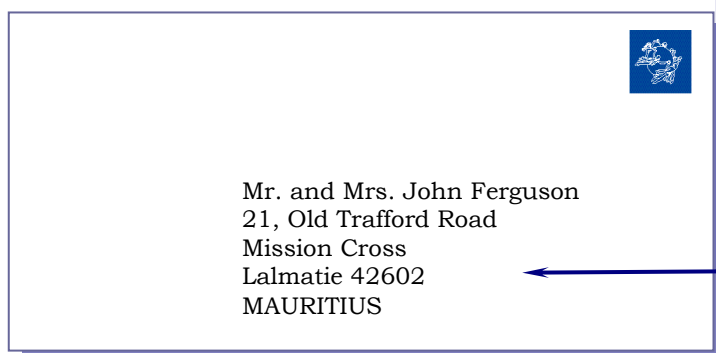 Mr. and Mrs. John Ferguson
21, Old Trafford Road
Mission Cross
Lalmatie 42602
MAURITIUS